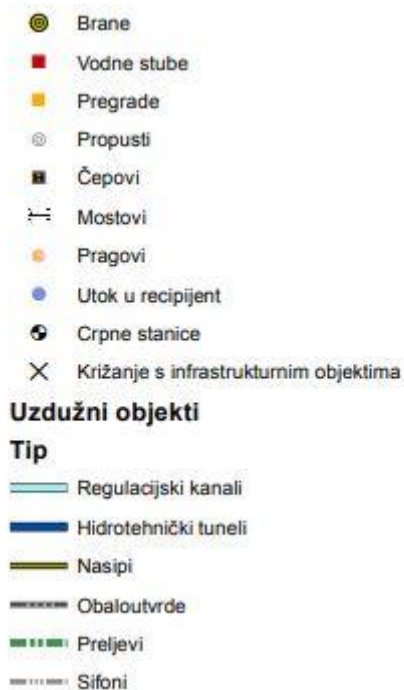 Brane
Vodne stube
Pregrade
Propusti
Čepovi
Mostovi
Pragovi
Utok u recipijent
Crpne stanice
Križanje s infrastrukturnim objektima
Uzdužni objekti
Tip
Regulacijski kanali
Hidrotehnički tuneli
Nasipi
Obaloutvrde
Preljevi
Sifoni